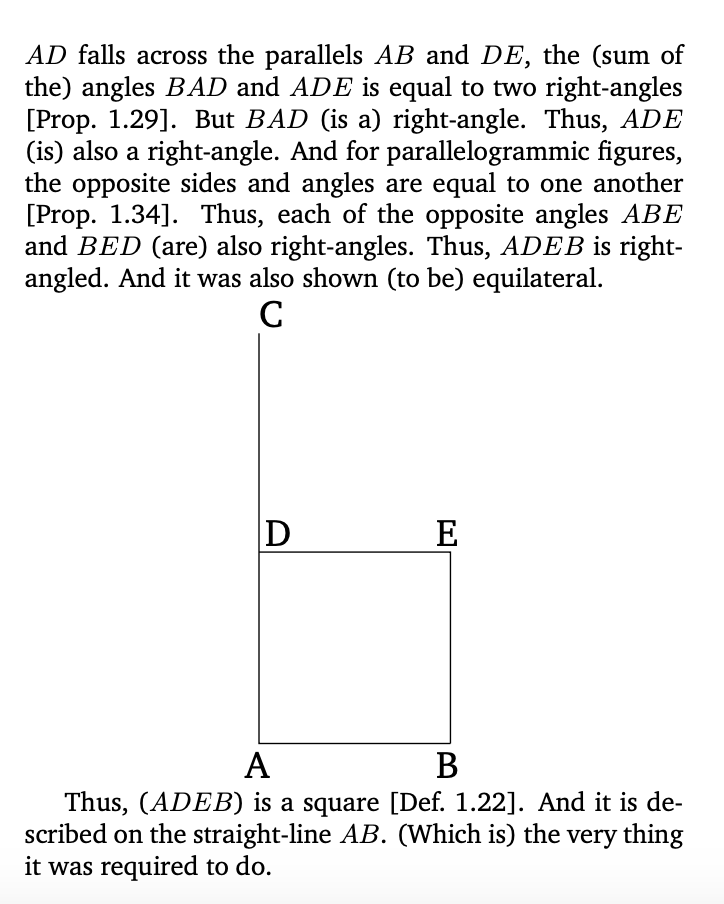 AD falls across the parallels AB and DE, the (sum of
the) angles BAD and ADE is equal to two right-angles
[Prop. 1.29]. But BAD (is a) right-angle. Thus, ADE
(is) also a right-angle. And for parallelogrammic figures,
the opposite sides and angles are equal to one another
[Prop. 1.34]. Thus, each of the opposite angles ABE
and BED (are) also right-angles. Thus, ADEB is right-
angled. And it was also shown (to be) equilateral.
C
D E
A B
Thus, (ADEB) is a square [Def. 1.22]. And it is de-
scribed on the straight-line AB. (Which is) the very thing
it was required to do.